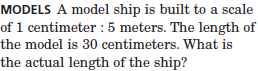 MODELS A model ship is built to a scale
of 1 centimeter : 5 meters. The length of
the model is 30 centimeters. What is
the actual length of the ship?